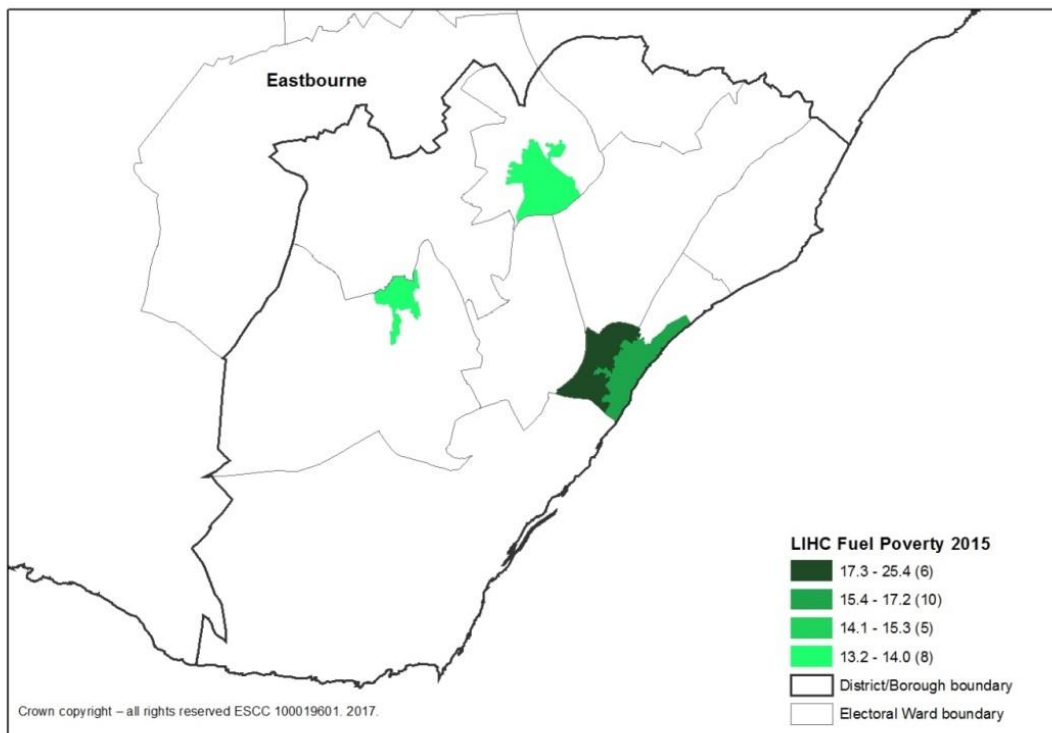 Eastbourne
LIHC Fuel Poverty 2015
17.3 - 25.4 (6)
15.4 - 17.2 (10)
14.1 - 15.3 (5)
13.2 - 14.0 (8)
District/Borough boundary
Electoral Ward boundary
Crown copyright – all rights reserved ESCC 100019601. 2017.